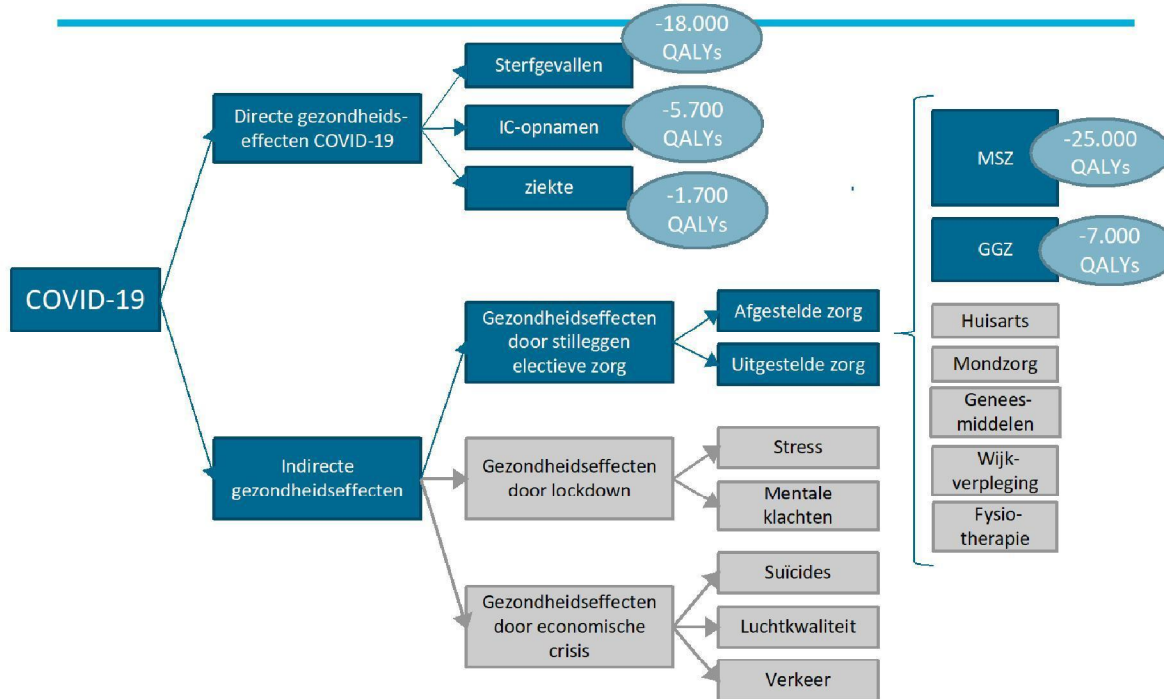 -18.000
QALYs
Sterfgevallen
Directe gezondheids-
effecten COVID-19
IC-opnamen
-5.700
QALYs
ziekte
-1.700
QALYs
MSZ
-25.000
QALYs
GGZ
-7.000
QALYs
COVID-19
Gezondheidseffecten
door stilleggen
electieve zorg
Afgestelde zorg
Uitgestelde zorg
Huisarts
Mondzorg
Genees-
middelen
Wijk-
verpleging
Fysio-
therapie
Indirecte
gezondheidseffecten
Gezondheidseffecten
door lockdown
Stress
Mentale
klachten
Gezondheidseffecten
door economische
crisis
Suïcides
Luchtkwaliteit
Verkeer